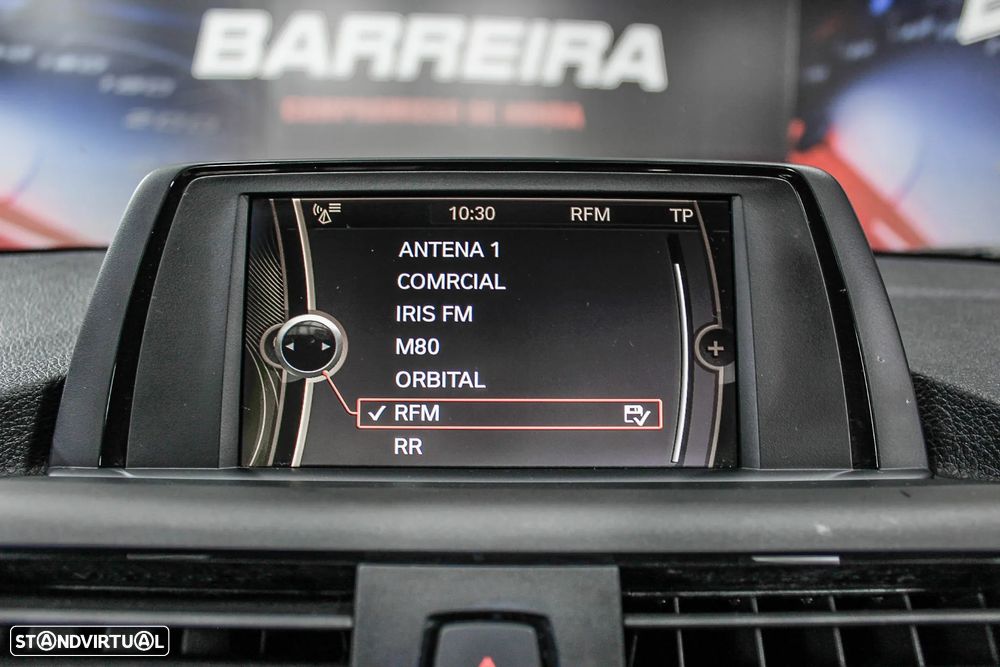 BARREIRA
10:30 RFM TP
ANTENA 1
COMRCIAL
IRIS FM
M80
ORBITAL
RFM
RR
STANDVIRTUAL